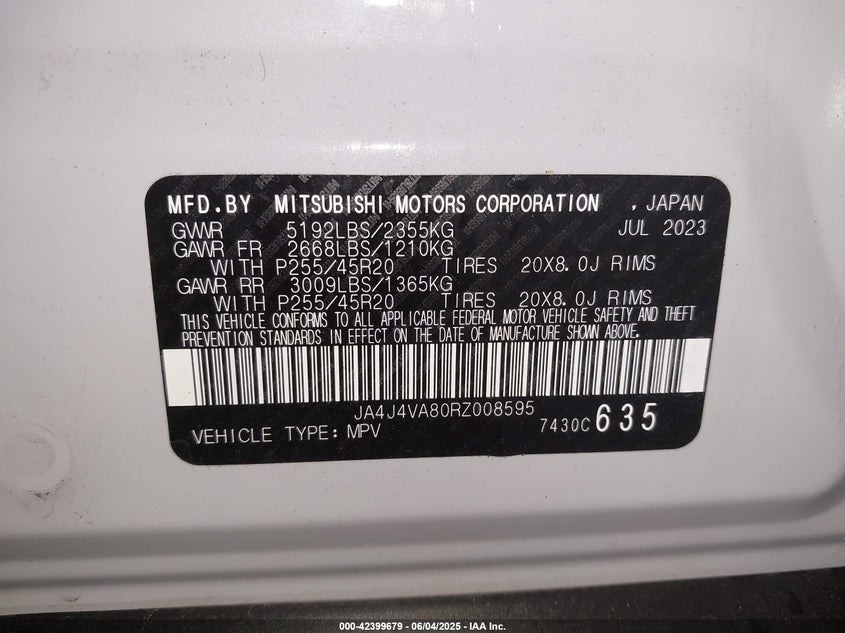 MFD.BY MITSUBISHI MOTORS CORPORATION , JAPAN
GVWR 5192LBS/2355KG JUL 2023
GAWR FR 2668LBS/1210KG
WITH P255/45R20 TIRES 20X8.0J RIMS
GAWR RR 3009LBS/1365KG
WITH P255/45R20 TIRES 20X8.0J RIMS
THIS VEHICLE CONFORMS TO ALL APPLICABLE FEDERAL MOTOR VEHICLE SAFETY AND THEFT
PREVENTION STANDARDS IN EFFECT ON THE DATE OF MANUFACTURE SHOWN ABOVE.
JA4J4VA80RZ008595
VEHICLE TYPE: MPV 7430C 635
000-42399679 - 06/04/2025 - IAA Inc.